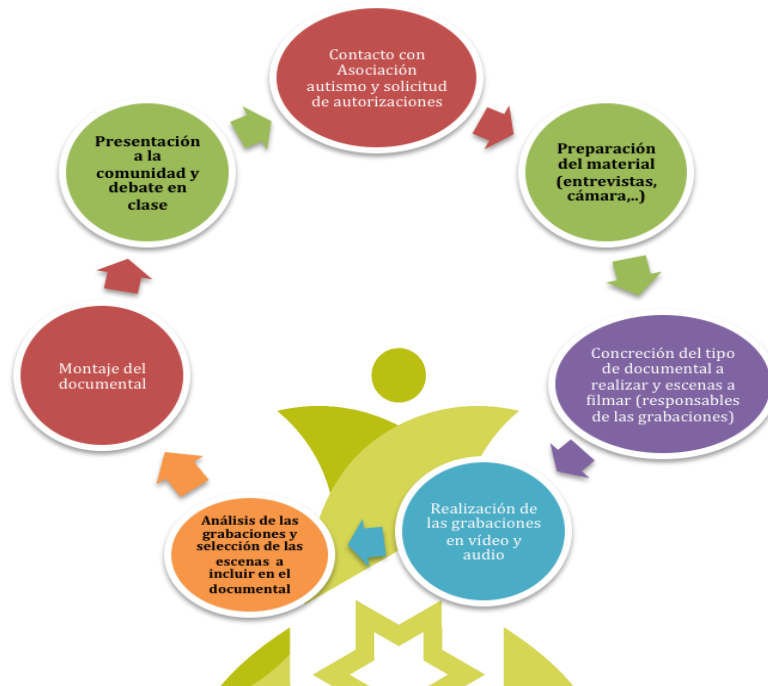 Contacto con
Asociación
autismo y solicitud
de autorizaciones
Preparación
del material
(entrevistas,
cámara,..)
Concreción del tipo
de documental a
realizar y escenas a
filmar (responsables
de las grabaciones)
Realización de
las grabaciones
en vídeo y
audio
Análisis de las
grabaciones y
selección de las
escenas a
incluir en el
documental
Montaje del
documental
Presentación
a la
comunidad y
debate en
clase